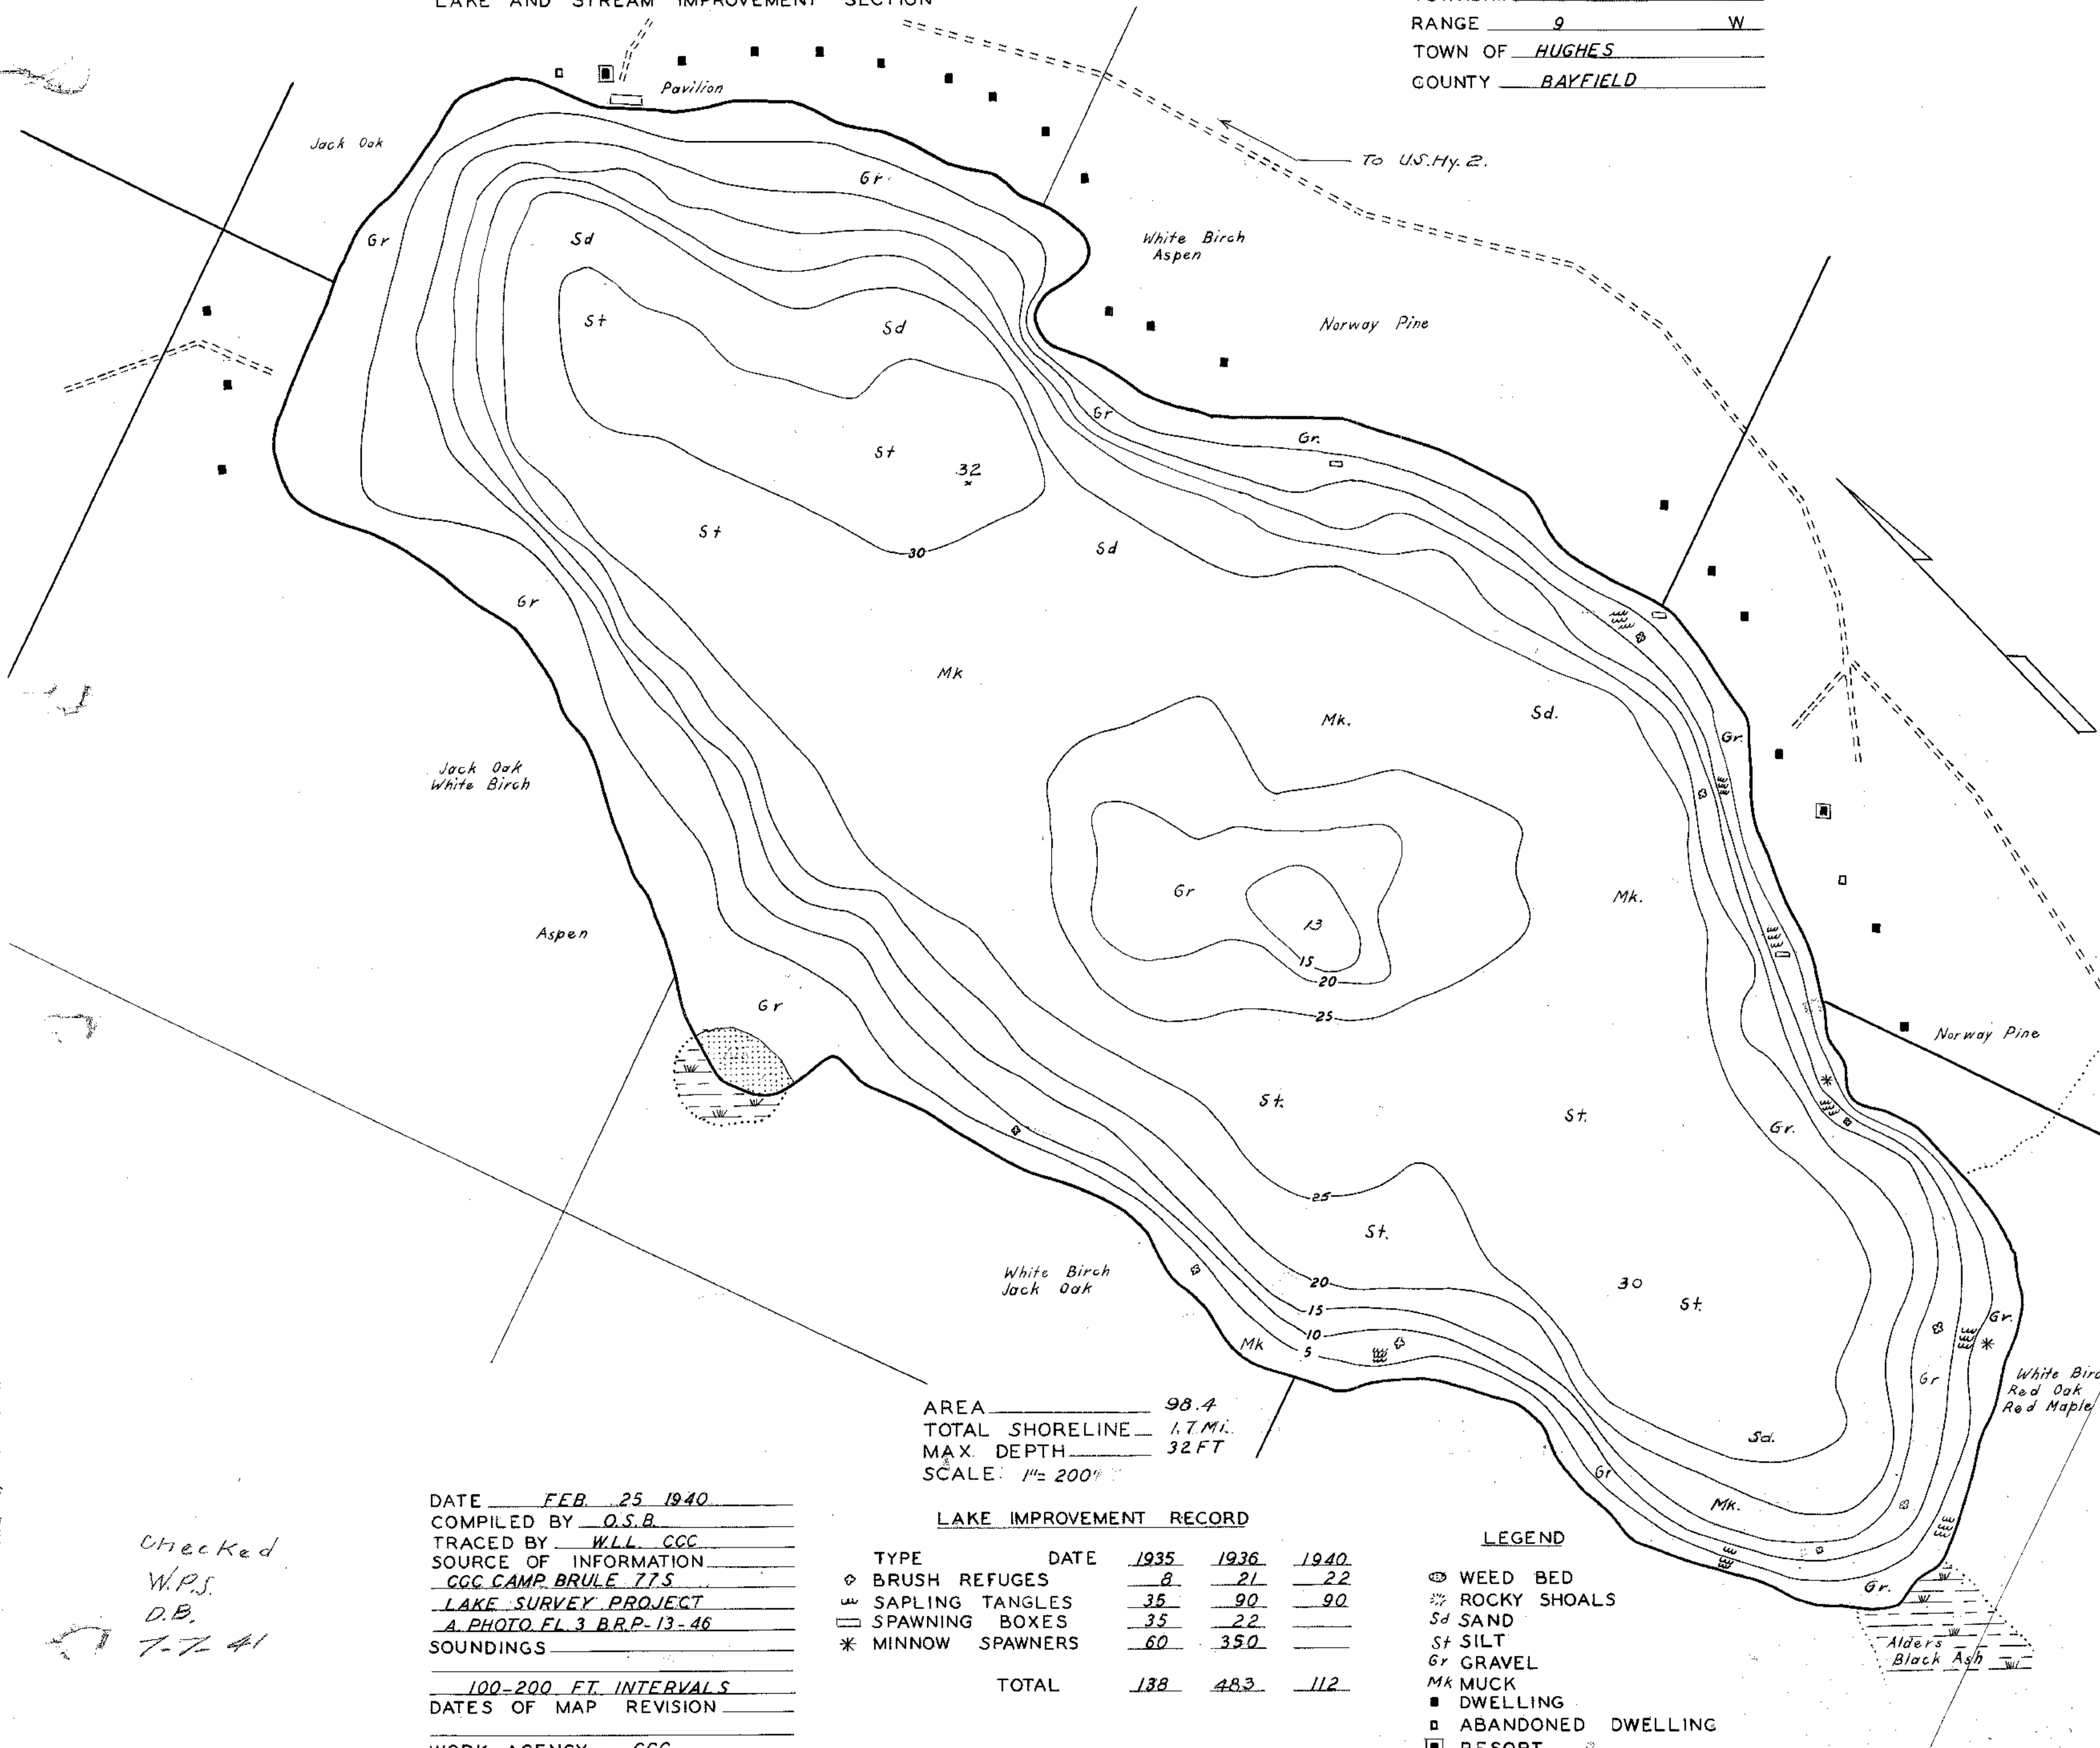 LAKE AND STREAM IMPROVEMENT SECTION
RANGE 9 W
TOWN OF HUGHES
COUNTY BAYFIELD
Pavilion
Jack Oak
To U.S.Hy.2.
Gr
Gr
Sd
White Birch
Aspen
St
Sd
Norway Pine
Gr
Gr.
St
32
St
30
Sd
Gr
Mk
Mk.
Sd.
Gr.
Jack Oak
White Birch
Gr
Mk.
13
Aspen
15
20
Gr
25
Norway Pine
St.
St.
Gr.
25
St.
White Birch
Jack Oak
20
30
St.
15
10
Gr.
Mk
5
Gr
White
Red Oak
Red Maple
Sd.
Gr
Mk.
Gr.
Alders
Black Ash
AREA 98.4
TOTAL SHORELINE 1.7 Mi.
MAX. DEPTH 32 FT
SCALE: 1"= 200'
DATE FEB. 25 1940
COMPILED BY O.S.B.
TRACED BY W.L.L. CCC
SOURCE OF INFORMATION
CCC CAMP BRULE 77S
LAKE SURVEY PROJECT
A. PHOTO FL. 3 B.R.P-13-46
SOUNDINGS
100-200 FT. INTERVALS
DATES OF MAP REVISION
WORK AGENCY CCC
Checked
W.P.S.
D.B.
7-7-41
LAKE IMPROVEMENT RECORD
TYPE DATE 1935 1936 1940
BRUSH REFUGES 8 21 22
SAPLING TANGLES 35 90 90
SPAWNING BOXES 35 22
MINNOW SPAWNERS 60 350
TOTAL 138 483 112
LEGEND
WEED BED
ROCKY SHOALS
Sd SAND
St SILT
Gr GRAVEL
Mk MUCK
DWELLING
ABANDONED DWELLING
RESORT